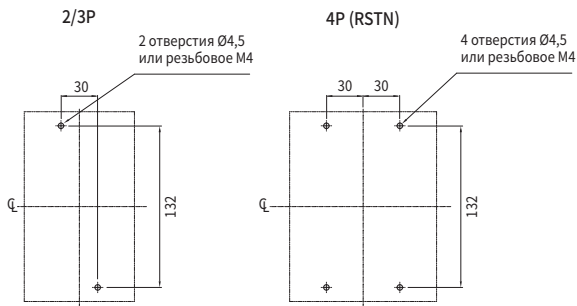 2/3P
2 отверстия Ø4,5
или резьбовое M4
30
132
℄
4P (RSTN)
4 отверстия Ø4,5
или резьбовое M4
30
30
132
℄